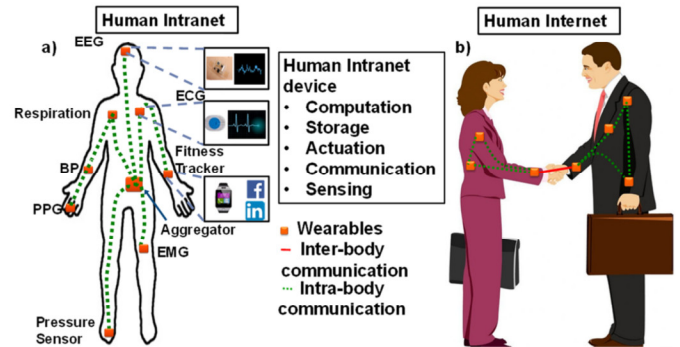 Human Intranet
Human Internet
a)
EEG
ECG
Respiration
Fitness
Tracker
BP
PPG
Aggregator
EMG
Pressure
Sensor
f
in
Human Intranet
device
• Computation
• Storage
• Actuation
• Communication
• Sensing
Wearables
Inter-body
communication
Intra-body
communication
b)